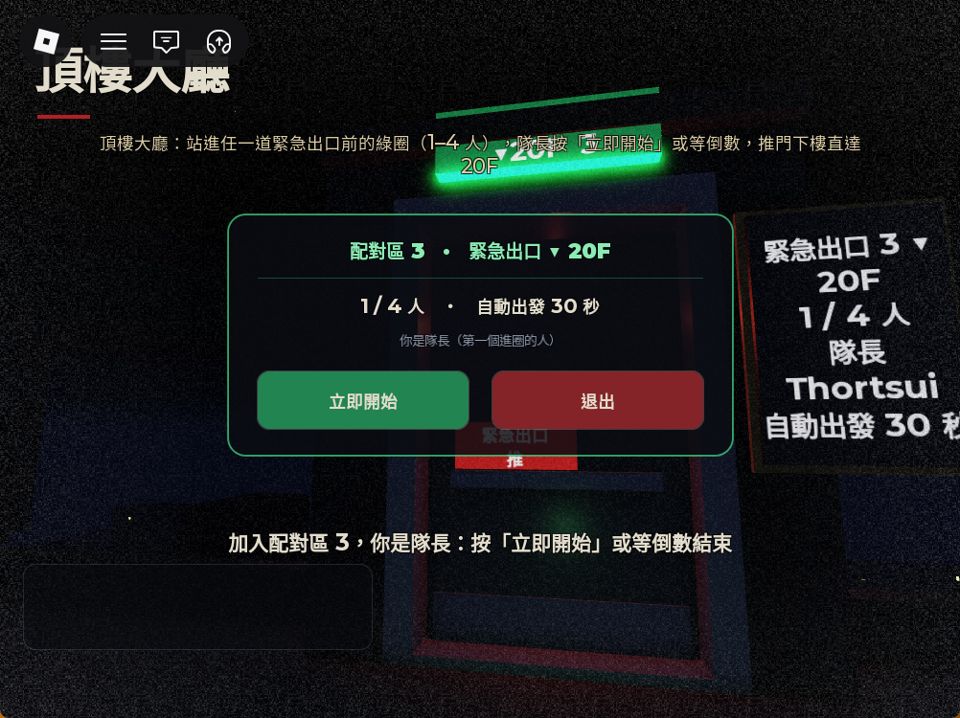 頂樓大廳
頂樓大廳：站進任一道緊急出口前的綠圈（1–4 人），隊長按「立即開始」或等倒數，推門下樓直達
20F
▼20F
配對區 3 • 緊急出口 ▼ 20F
1 / 4 人 · 自動出發 30 秒
你是隊長（第一個進圈的人）
立即開始
退出
緊急出口
推
緊急出口 3 ▼
20F
1 / 4 人
隊長
Thortsui
自動出發 30 秒
加入配對區 3，你是隊長：按「立即開始」或等倒數結束